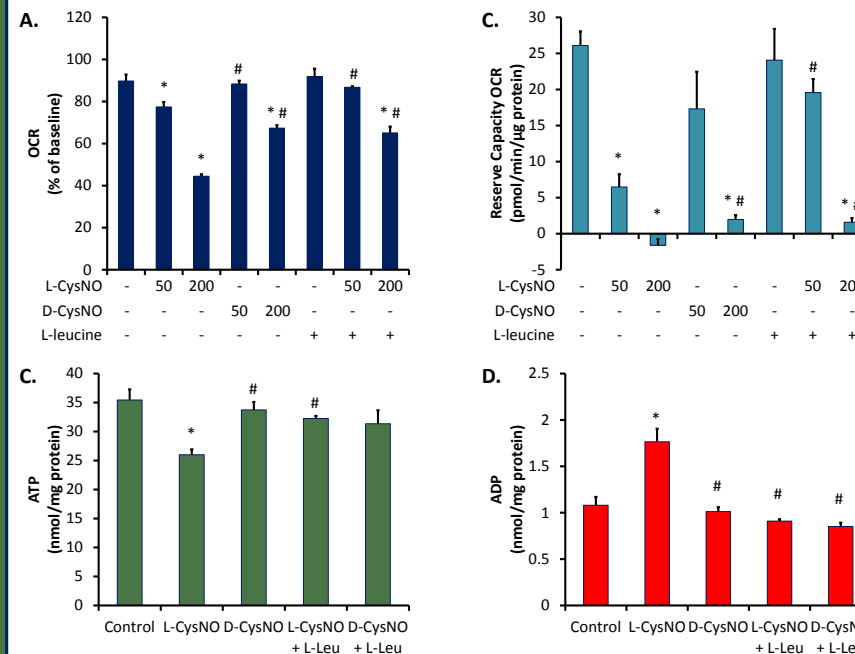 A.
120
100
80
60
40
20
0
OCR
(% of baseline)
*
*
#
* #
#
* #
L-CysNO - 50 200 - - - 50 200
D-CysNO - - - 50 200 - - -
L-leucine - - - - - + + +
C.
30
25
20
15
10
5
0
-5
Reserve Capacity OCR
(pmol/min/µg protein)
*
*
* #
#
* #
- 50 200 - - - 50
- - - 50 200 - - -
- - - - - + + +
C.
40
35
30
25
20
15
10
5
0
ATP
(nmol/mg protein)
*
#
#
Control L-CysNO D-CysNO L-CysNO D-CysNO
+ L-Leu + L-Leu
D.
2.5
2
1.5
1
0.5
0
ADP
(nmol/mg protein)
*
#
#
#
Control L-CysNO D-CysNO L-CysNO
+ L-Leu + L-Leu